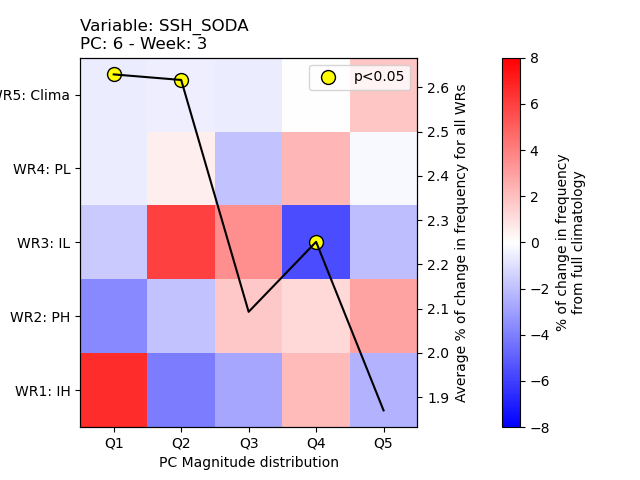 Variable: SSH_SODA
PC: 6 - Week: 3
p<0.05
WR5: Clima
WR4: PL
WR3: IL
WR2: PH
WR1: IH
Q1 Q2 Q3 Q4 Q5
PC Magnitude distribution
2.6
2.5
2.4
2.3
2.2
2.1
2.0
1.9
Average % of change in frequency for all WRs
8
6
4
2
0
−2
−4
−6
−8
% of change in frequency
from full climatology